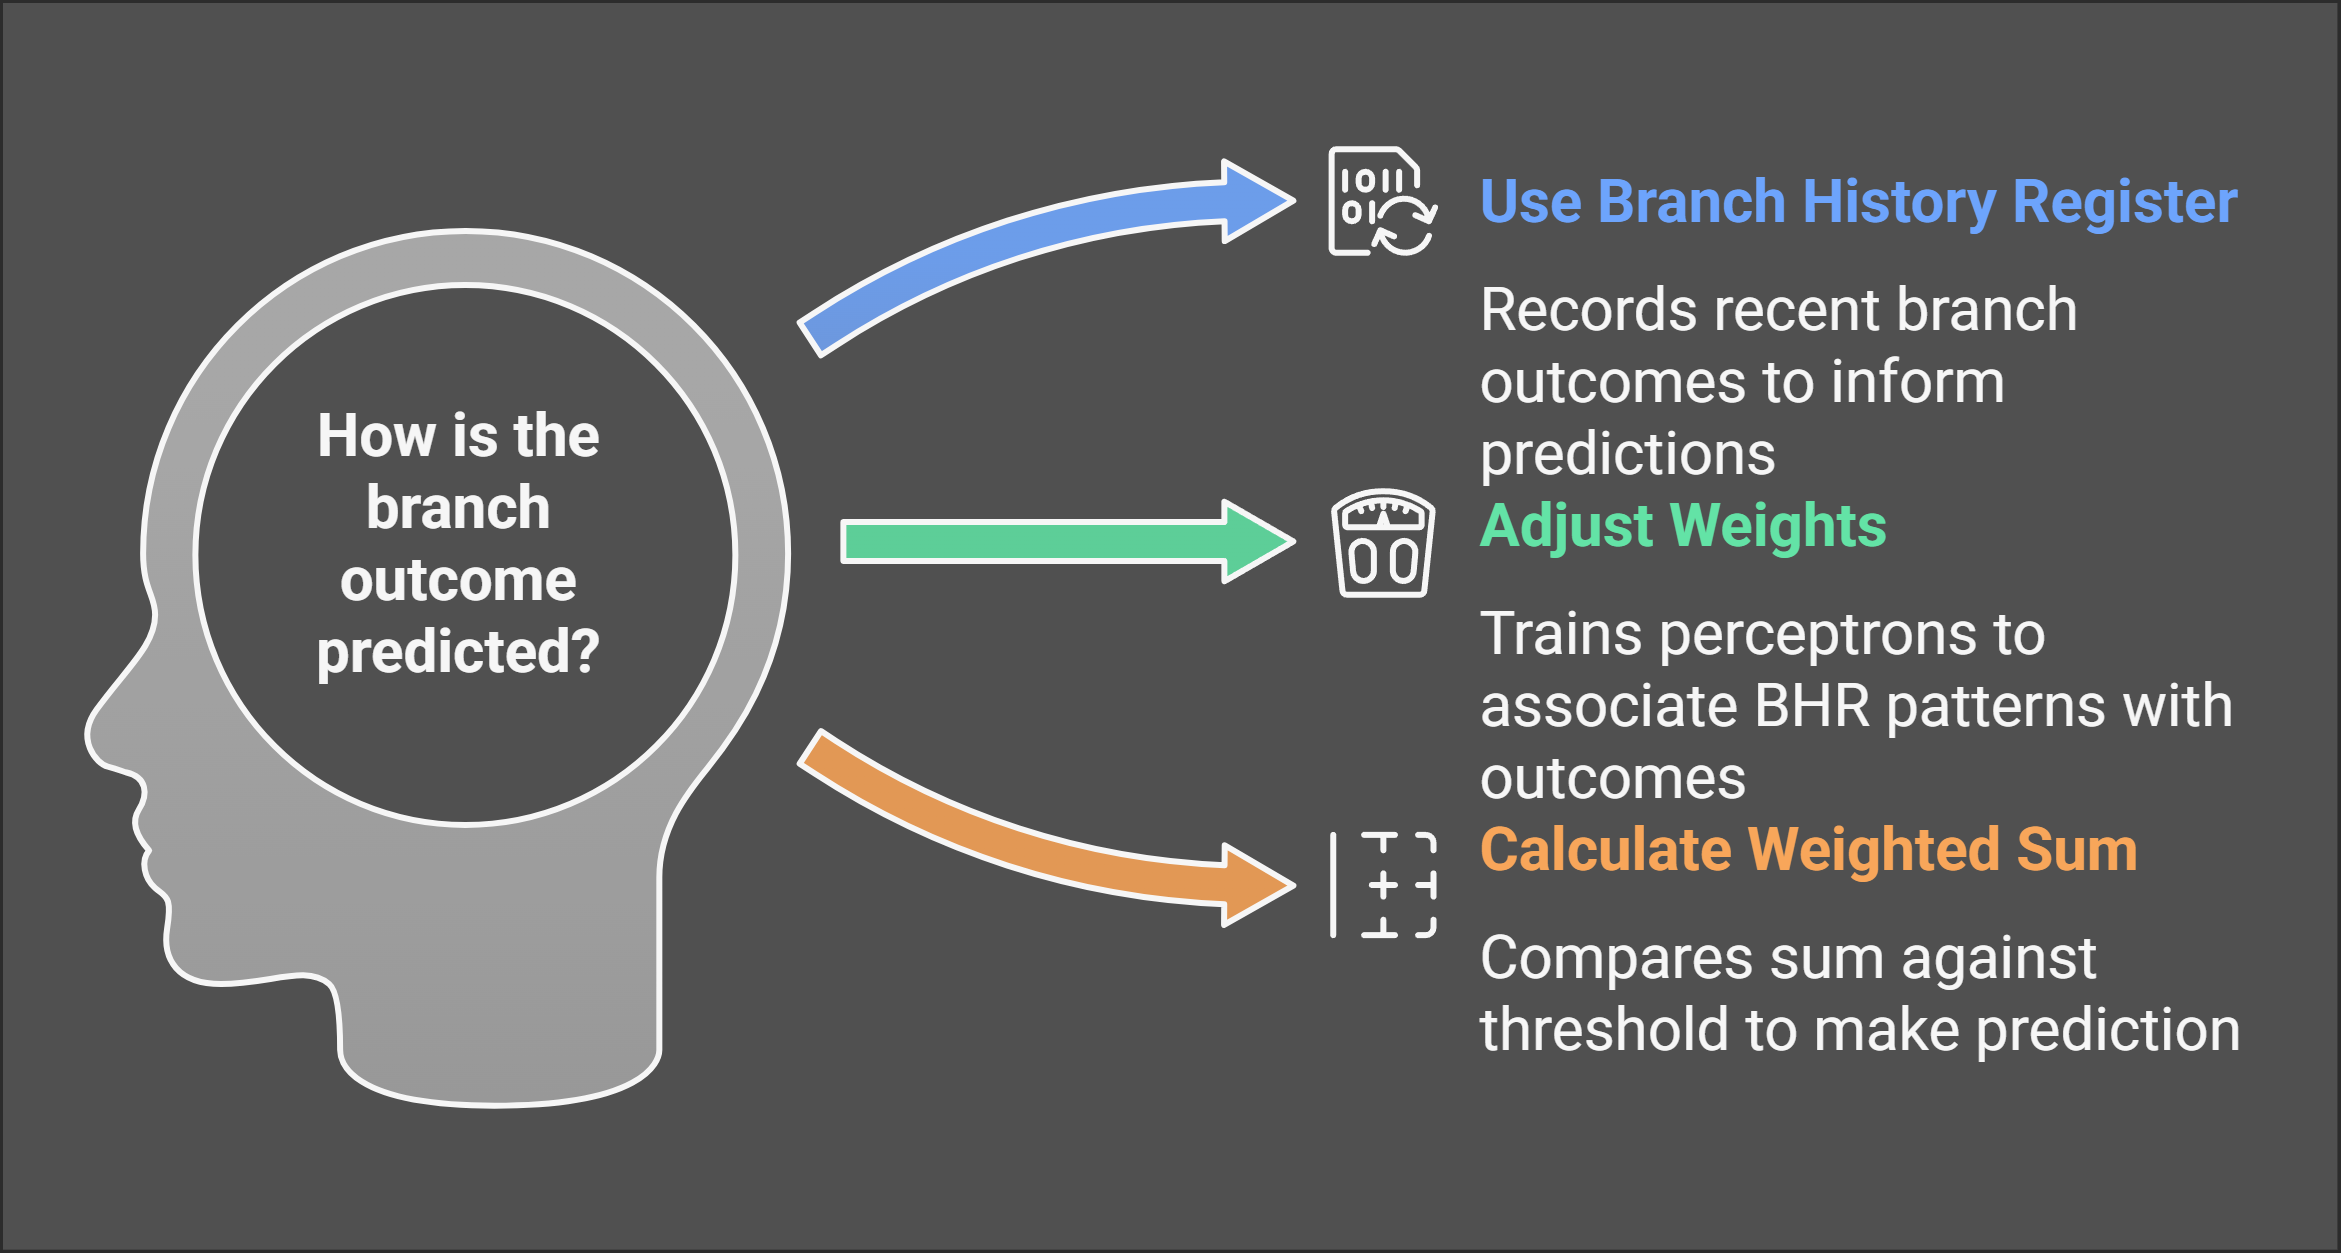 How is the
branch
outcome
predicted?
Use Branch History Register
Records recent branch
outcomes to inform
predictions
Adjust Weights
Trains perceptrons to
associate BHR patterns with
outcomes
Calculate Weighted Sum
Compares sum against
threshold to make prediction